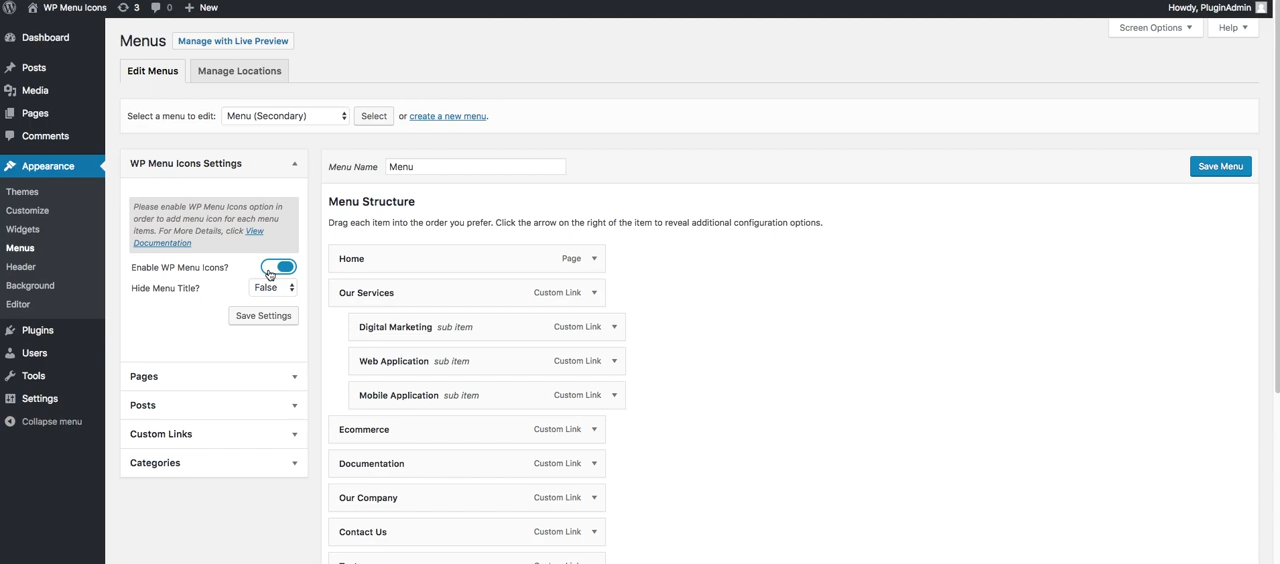 WP Menu Icons 3 0 New Howdy, PluginAdmin
Screen Options Help
Dashboard
Posts
Media
Pages
Comments
Appearance
Themes
Customize
Widgets
Menus
Header
Background
Editor
Plugins
Users
Tools
Settings
Collapse menu
Menus Manage with Live Preview
Edit Menus Manage Locations
Select a menu to edit: Menu (Secondary) Select or create a new menu.
WP Menu Icons Settings
Please enable WP Menu Icons option in
order to add menu icon for each menu
items. For More Details, click View
Documentation
Enable WP Menu Icons?
Hide Menu Title? False
Save Settings
Pages
Posts
Custom Links
Categories
Menu Name Menu Save Menu
Menu Structure
Drag each item into the order you prefer. Click the arrow on the right of the item to reveal additional configuration options.
Home Page
Our Services Custom Link
Digital Marketing sub item Custom Link
Web Application sub item Custom Link
Mobile Application sub item Custom Link
Ecommerce Custom Link
Documentation Custom Link
Our Company Custom Link
Contact Us Custom Link